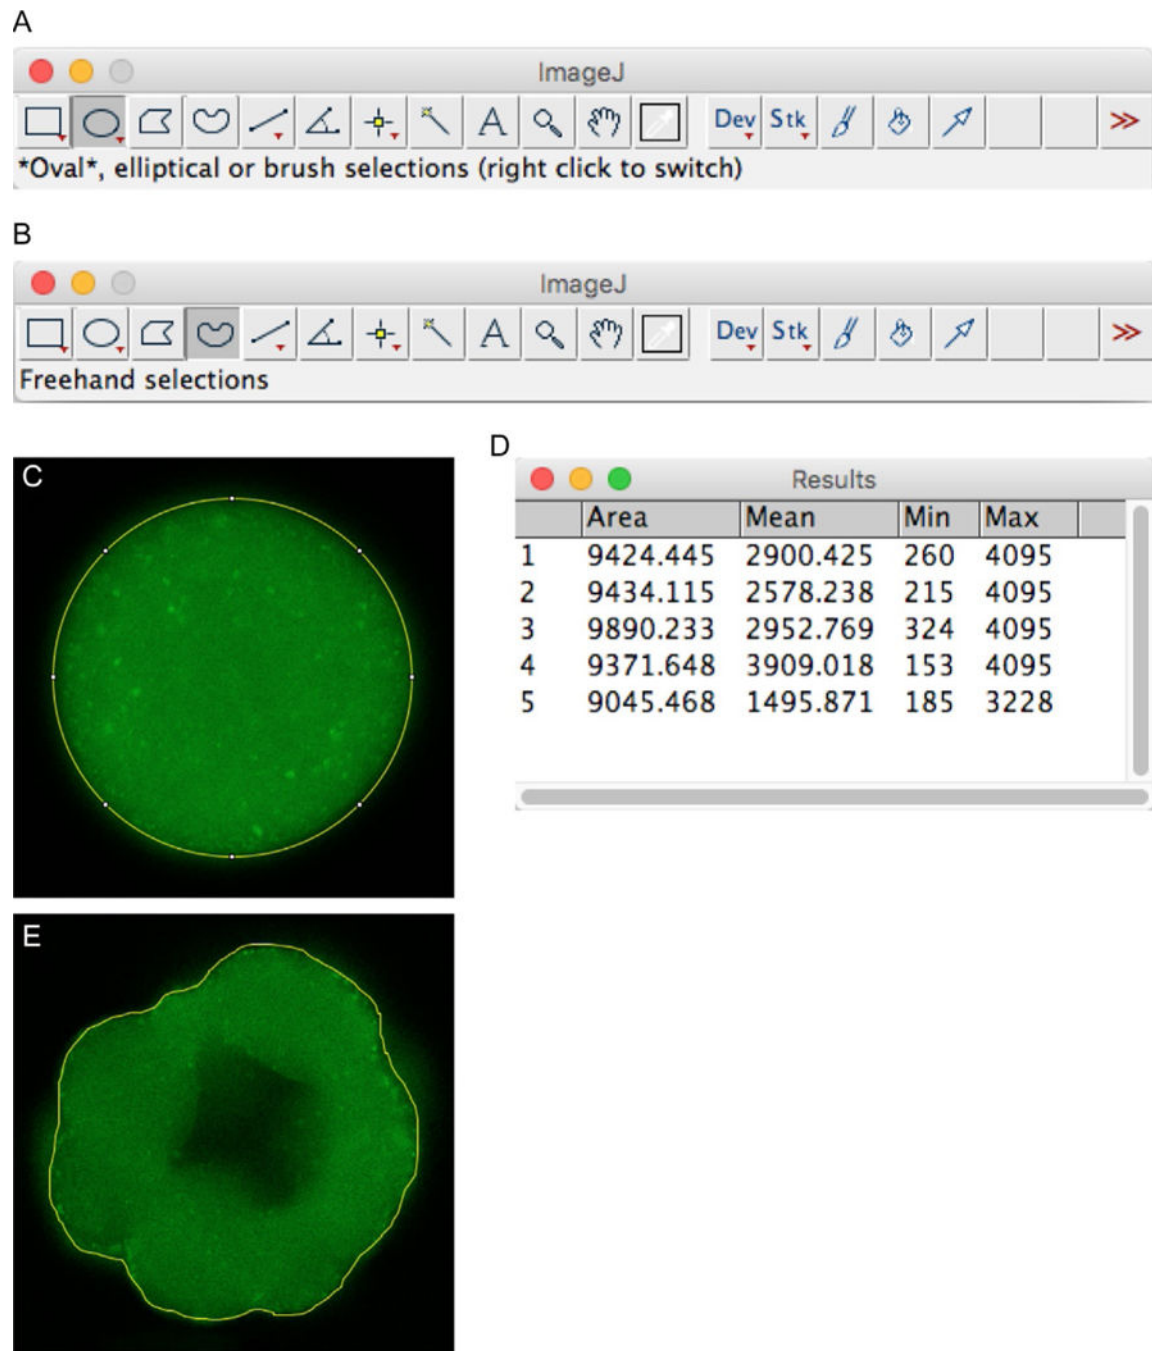 A
ImageJ
A Dev Stk >>
*Oval*, elliptical or brush selections (right click to switch)
B
ImageJ
A Dev Stk >>
Freehand selections
C
D
Results
Area Mean Min Max
1 9424.445 2900.425 260 4095
2 9434.115 2578.238 215 4095
3 9890.233 2952.769 324 4095
4 9371.648 3909.018 153 4095
5 9045.468 1495.871 185 3228
E